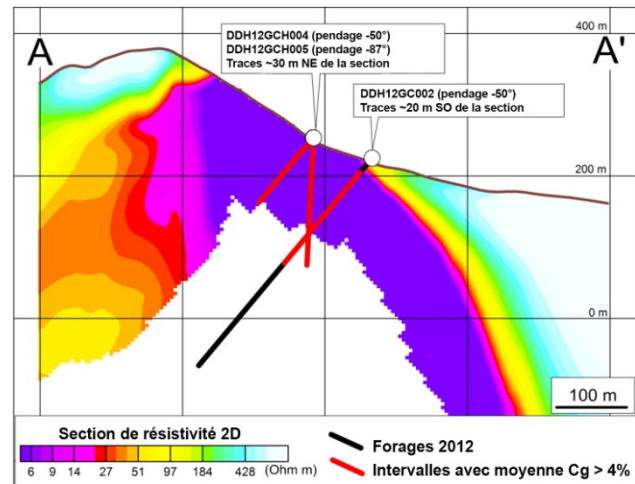 A
A'
400 m
DDH12GCH004 (pendage -50°)
DDH12GCH005 (pendage -87°)
Traces ~30 m NE de la section
DDH12GC002 (pendage -50°)
Traces ~20 m SO de la section
200 m
0 m
100 m
Section de résistivité 2D
6 9 14 27 51 97 184 428 (Ohm m)
Forages 2012
Intervalles avec moyenne Cg > 4%